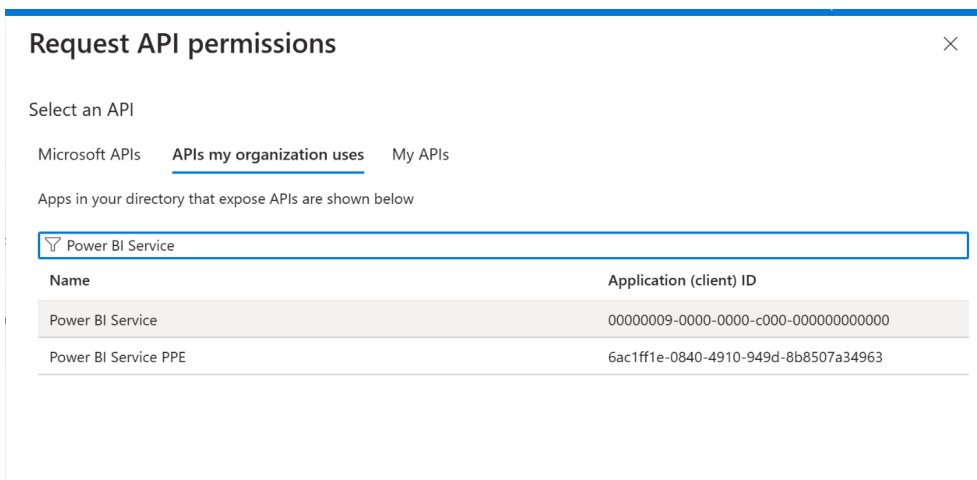 Request API permissions
Select an API
Microsoft APIs APIs my organization uses My APIs
Apps in your directory that expose APIs are shown below
Power BI Service
Name Application (client) ID
Power BI Service 00000009-0000-0000-c000-000000000000
Power BI Service PPE 6ac1ff1e-0840-4910-949d-8b8507a34963